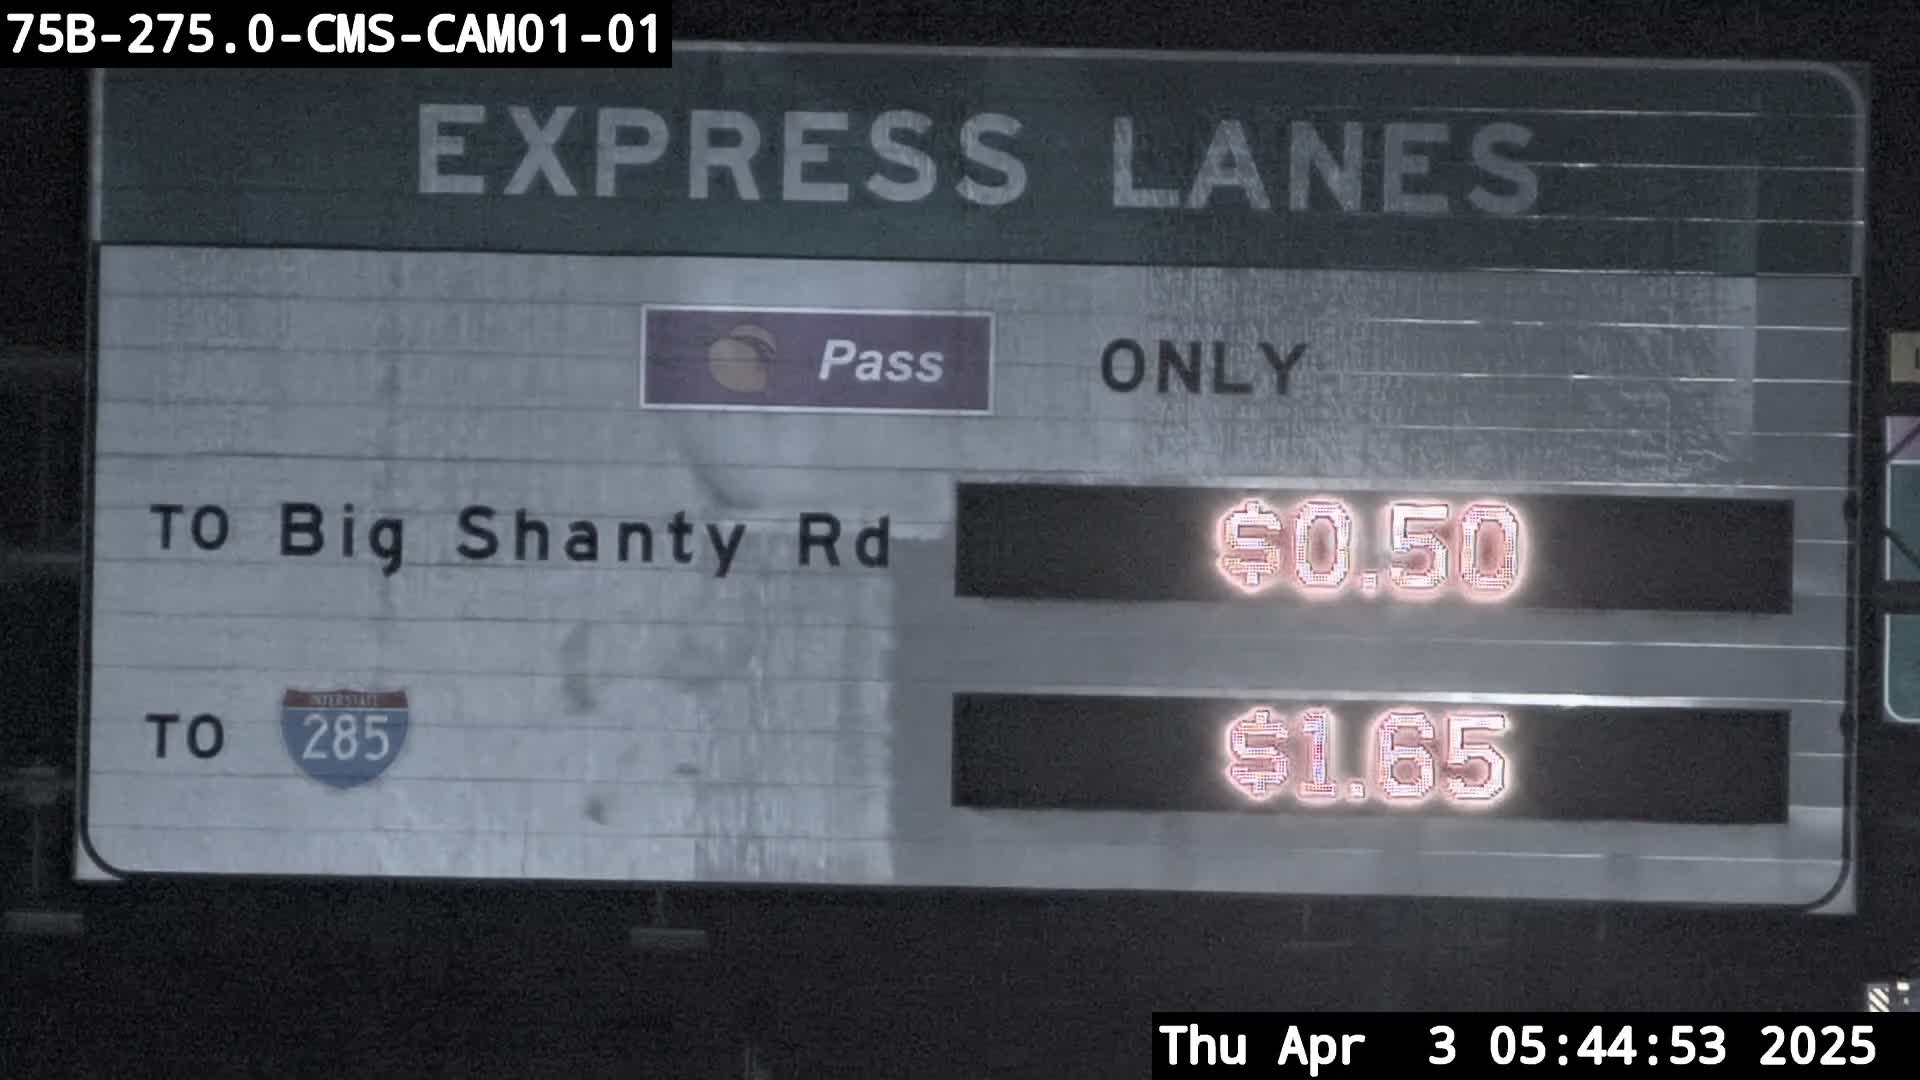 75B-275.0-CMS-CAM01-01
EXPRESS LANES
Pass ONLY
TO Big Shanty Rd $0.50
TO INTERSTATE 285 $1.65
Thu Apr 3 05:44:53 2025